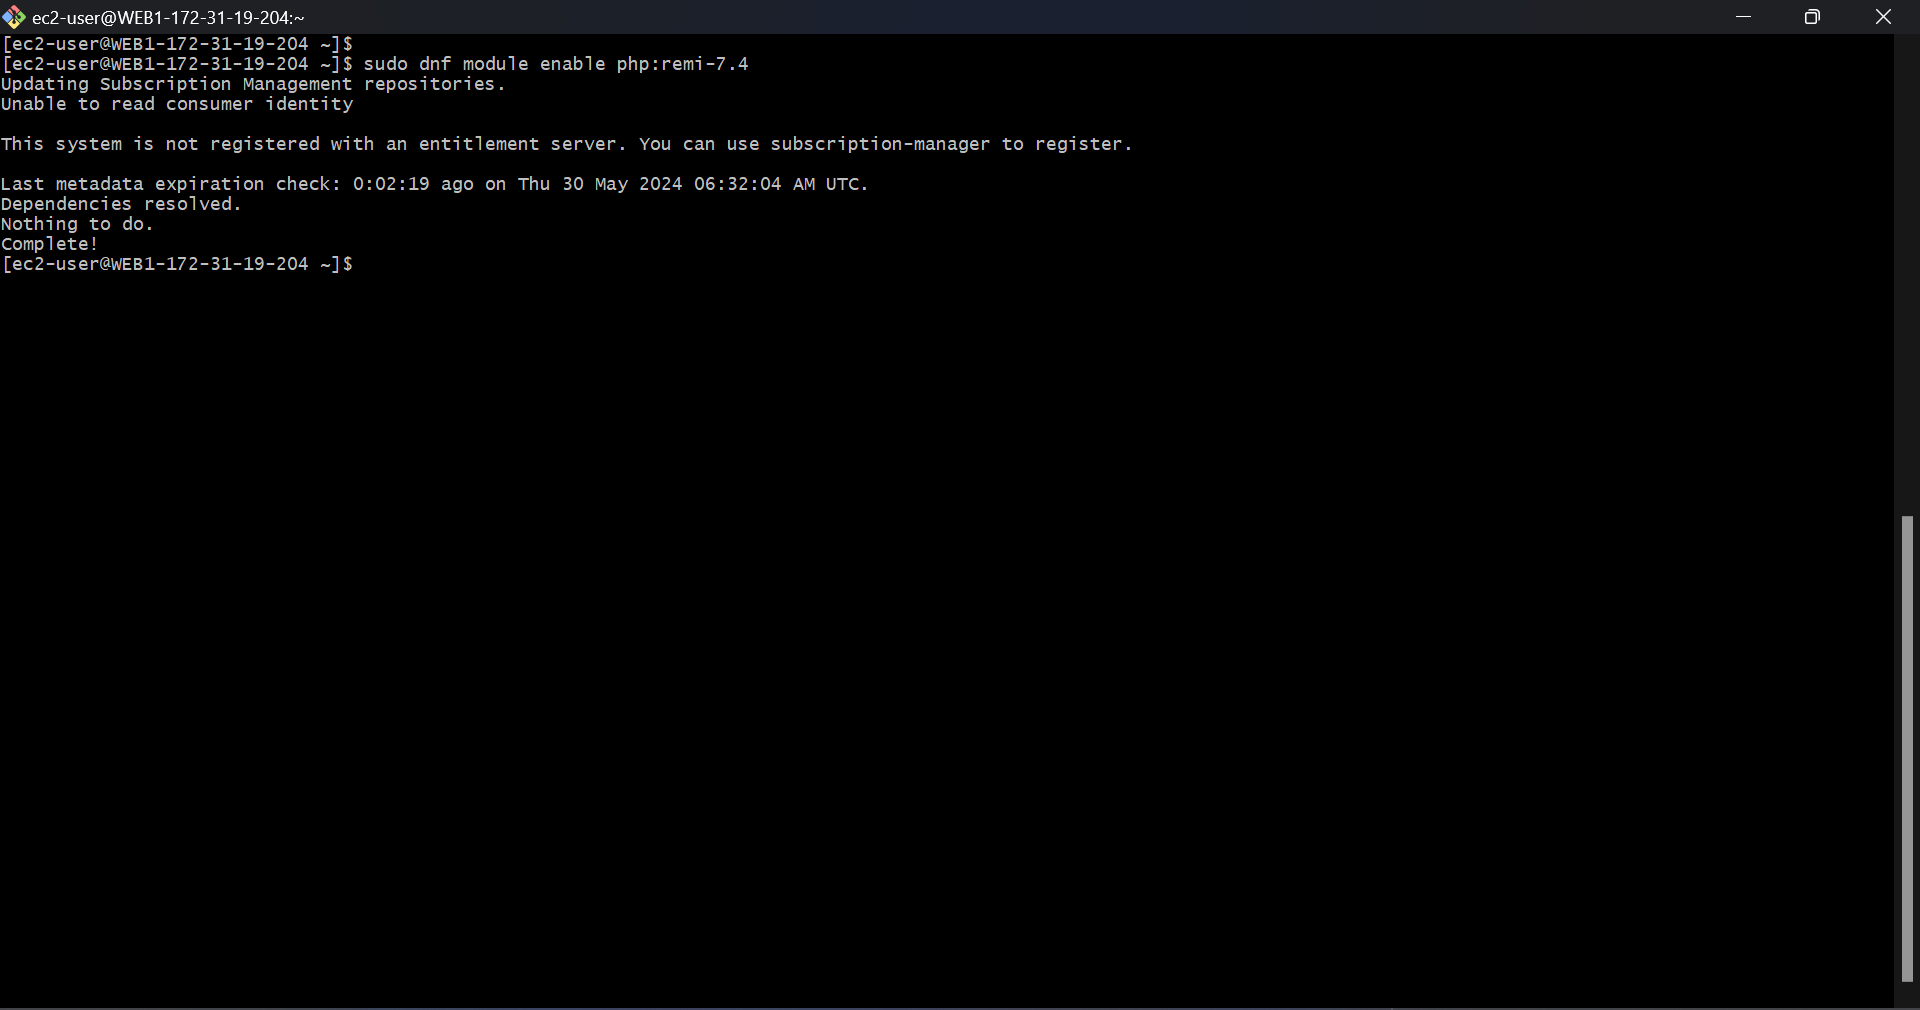 ec2-user@WEB1-172-31-19-204:~
[ec2-user@WEB1-172-31-19-204 ~]$
[ec2-user@WEB1-172-31-19-204 ~]$ sudo dnf module enable php:remi-7.4
Updating Subscription Management repositories.
Unable to read consumer identity
This system is not registered with an entitlement server. You can use subscription-manager to register.
Last metadata expiration check: 0:02:19 ago on Thu 30 May 2024 06:32:04 AM UTC.
Dependencies resolved.
Nothing to do.
Complete!
[ec2-user@WEB1-172-31-19-204 ~]$